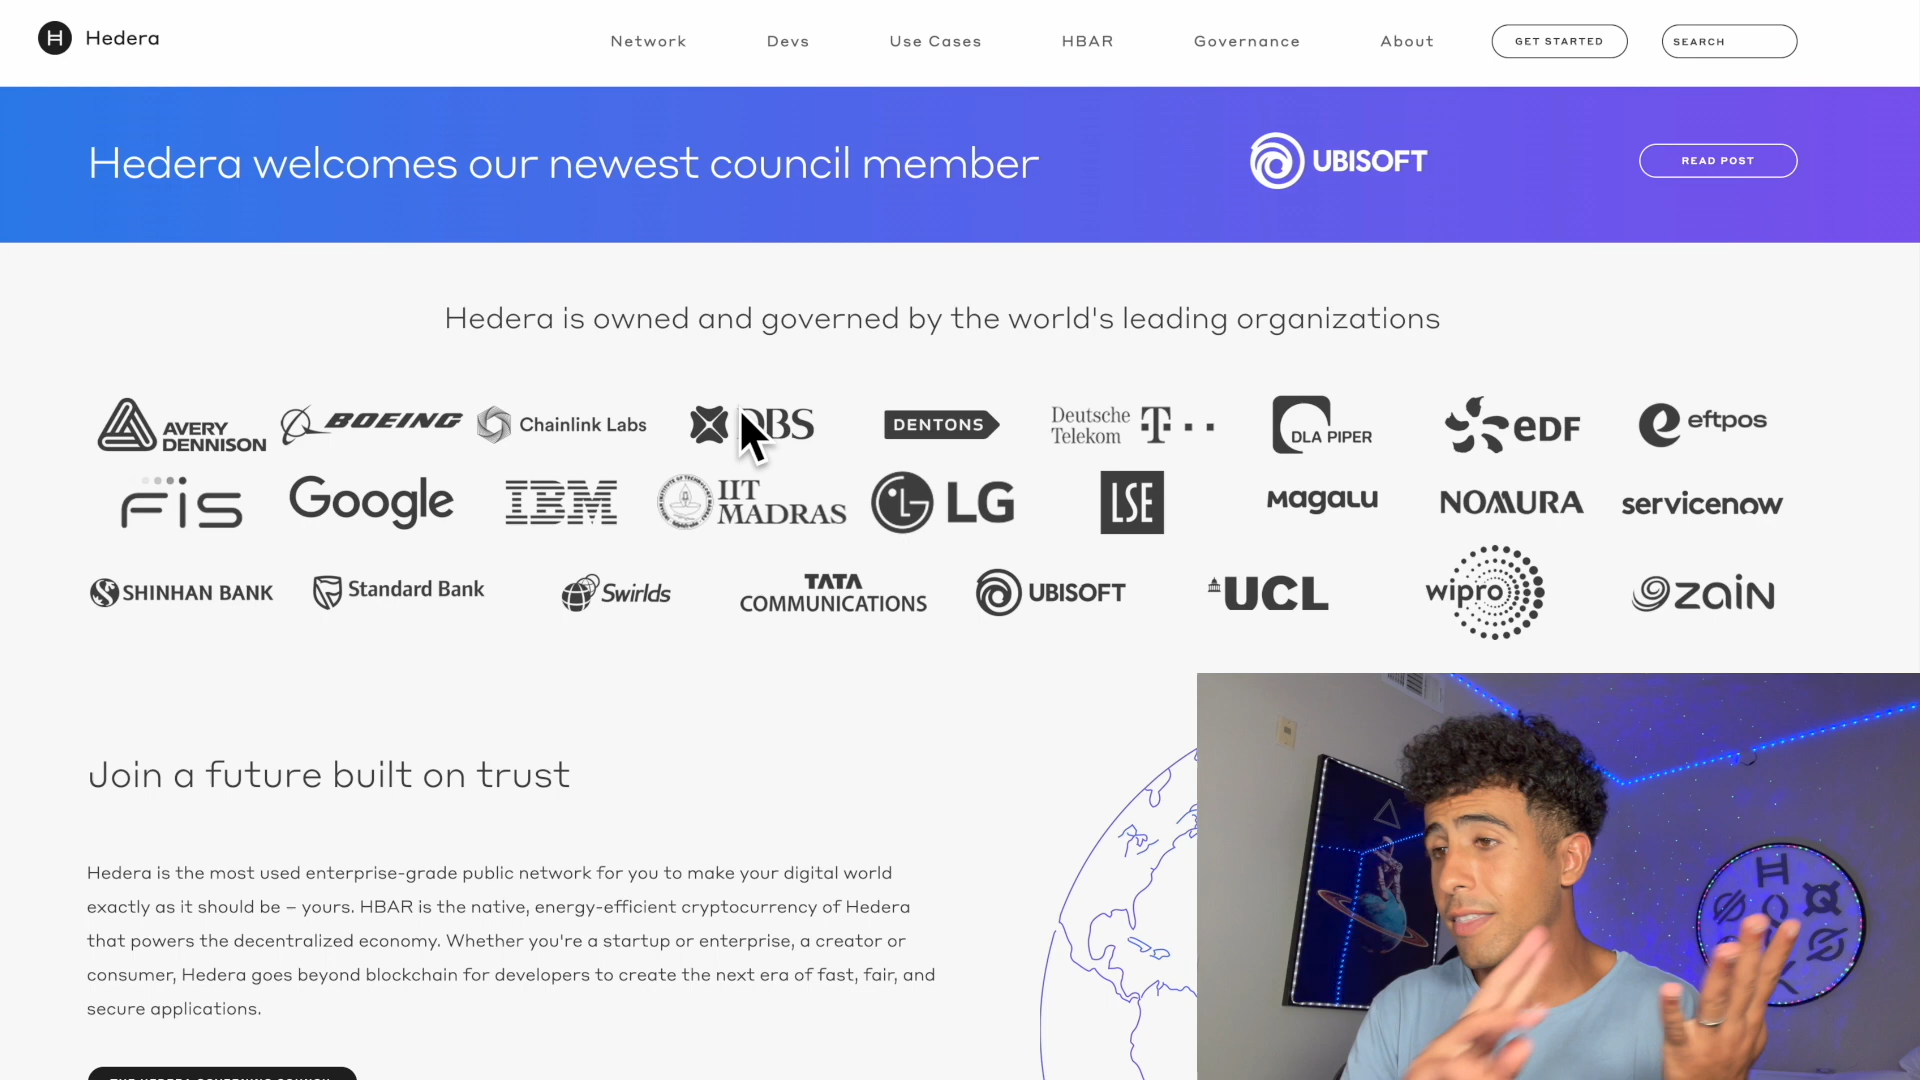 Hedera
Network
Devs
Use Cases
HBAR
Governance
About
GET STARTED
SEARCH
Hedera welcomes our newest council member
UBISOFT
READ POST
Hedera is owned and governed by the world's leading organizations
AVERY DENNISON
BOEING
Chainlink Labs
DBS
DENTONS
Deutsche Telekom T
DLA PIPER
eDF
eftpos
FIS
Google
IBM
IIT MADRAS
LG
LSE
Magalu
NOMURA
servicenow
SHINHAN BANK
Standard Bank
Swirlds
TATA COMMUNICATIONS
UBISOFT
UCL
wipro
zain
Join a future built on trust
Hedera is the most used enterprise-grade public network for you to make your digital world
exactly as it should be – yours. HBAR is the native, energy-efficient cryptocurrency of Hedera
that powers the decentralized economy. Whether you're a startup or enterprise, a creator or
consumer, Hedera goes beyond blockchain for developers to create the next era of fast, fair, and
secure applications.